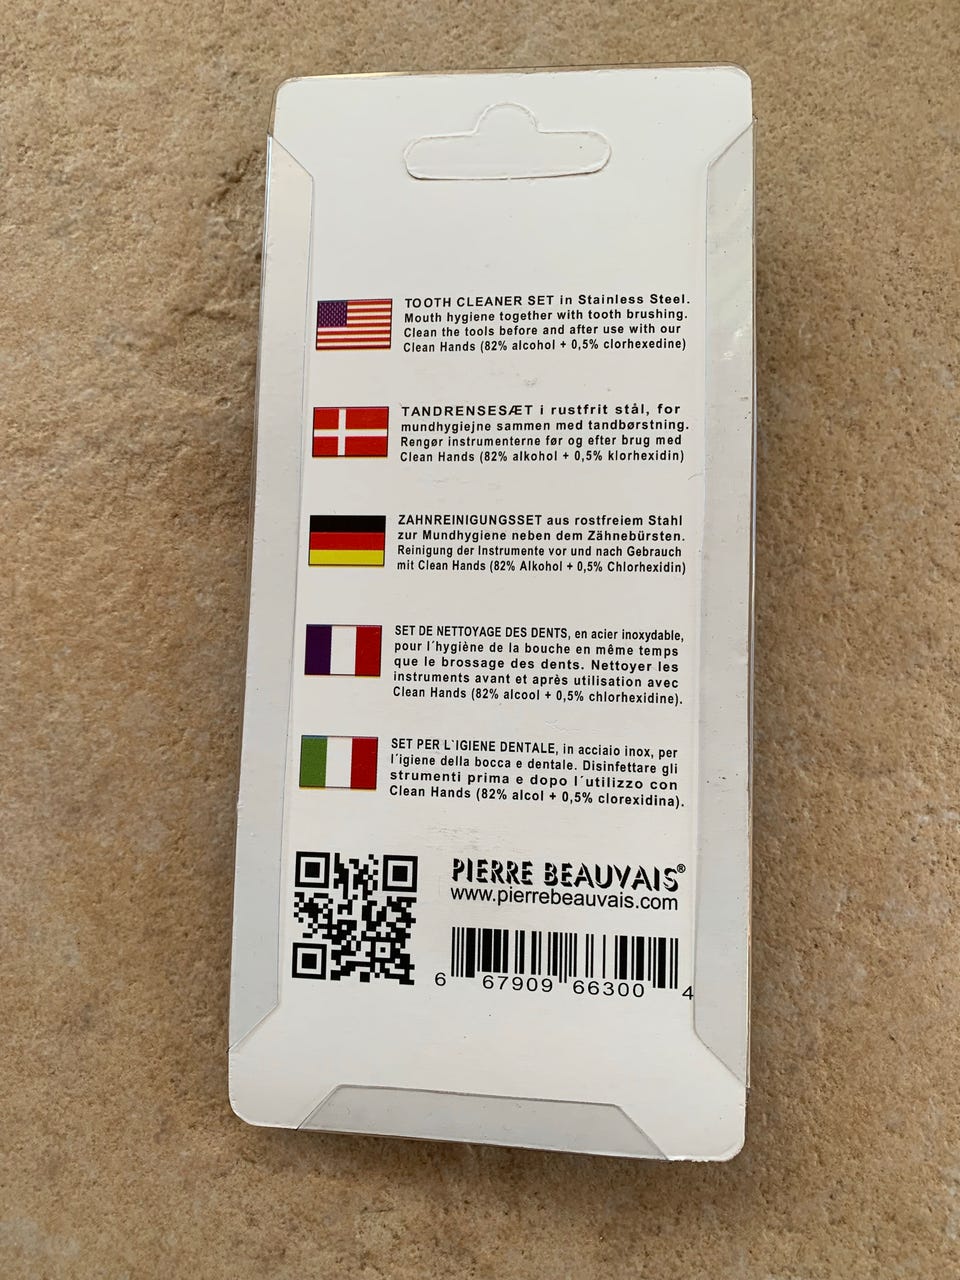 TOOTH CLEANER SET in Stainless Steel.
Mouth hygiene together with tooth brushing.
Clean the tools before and after use with our
Clean Hands (82% alcohol + 0,5% clorhexedine)
TANDRENSESÆT i rustfrit stål, for
mundhygiejne sammen med tandbørstning.
Rengør instrumenterne før og efter brug med
Clean Hands (82% alkohol + 0,5% klorhexidin)
ZAHNREINIGUNGSSET aus rostfreiem Stahl
zur Mundhygiene neben dem Zähnebürsten.
Reinigung der Instrumente vor und nach Gebrauch
mit Clean Hands (82% Alkohol + 0,5% Chlorhexidin)
SET DE NETTOYAGE DES DENTS, en acier inoxydable,
pour l´hygiène de la bouche en même temps
que le brossage des dents. Nettoyer les
instruments avant et après utilisation avec
Clean Hands (82% alcool + 0,5% chlorhexidine).
SET PER L`IGIENE DENTALE, in acciaio inox, per
l´igiene della bocca e dentale. Disinfettare gli
strumenti prima e dopo l´utilizzo con
Clean Hands (82% alcol + 0,5% clorexidina).
PIERRE BEAUVAIS®
www.pierrebeauvais.com
6 67909 66300 4